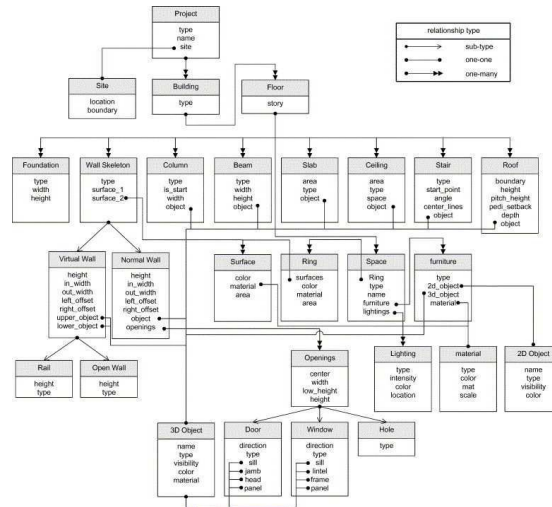 Project
type
name
site
relationship type
sub-type
one-one
one-many
Site
location
boundary
Building
type
Floor
story
Foundation
type
width
height
Wall Skeleton
type
surface_1
surface_2
Column
type
is_start
width
object
Beam
type
width
height
object
Slab
area
type
object
Ceiling
area
type
space
object
Stair
type
start_point
angle
center_lines
object
Roof
boundary
height
pitch_height
pedi_setback
depth
object
Virtual Wall
height
in_width
out_width
left_offset
right_offset
upper_object
lower_object
Normal Wall
height
in_width
out_width
left_offset
right_offset
object
openings
Surface
color
material
area
Ring
surfaces
color
material
area
Space
Ring
type
name
furniture
lightings
furniture
type
2d_object
3d_object
material
Rail
height
type
Open Wall
height
type
Openings
center
width
low_height
height
Lighting
type
intensity
color
location
material
type
color
mat
scale
2D Object
name
type
visibility
color
3D Object
name
type
visibility
color
material
Door
direction
type
sill
jamb
head
panel
Window
direction
type
sill
lintel
frame
panel
Hole
type